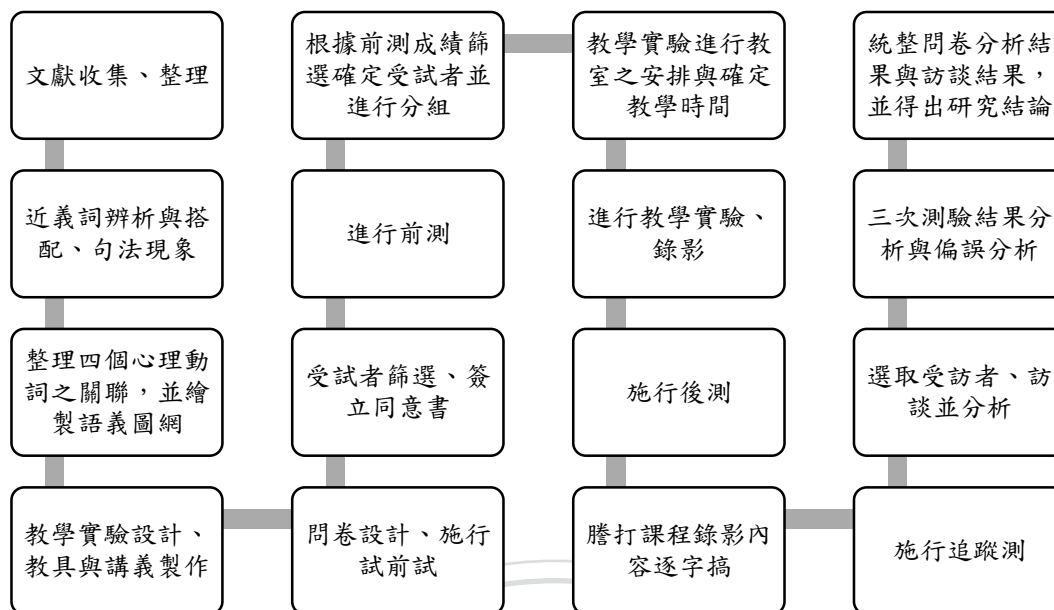 文獻收集、整理
近義詞辨析與搭
配、句法現象
整理四個心理動
詞之關聯，並繪
製語義圖網
教學實驗設計、
教具與講義製作
問卷設計、施行
試前試
受試者篩選、簽
立同意書
進行前測
根據前測成績篩
選確定受試者並
進行分組
教學實驗進行教
室之安排與確定
教學時間
進行教學實驗、
錄影
施行後測
謄打課程錄影內
容逐字搞
施行追蹤測
選取受訪者、訪
談並分析
三次測驗結果分
析與偏誤分析
統整問卷分析結
果與訪談結果，
並得出研究結論